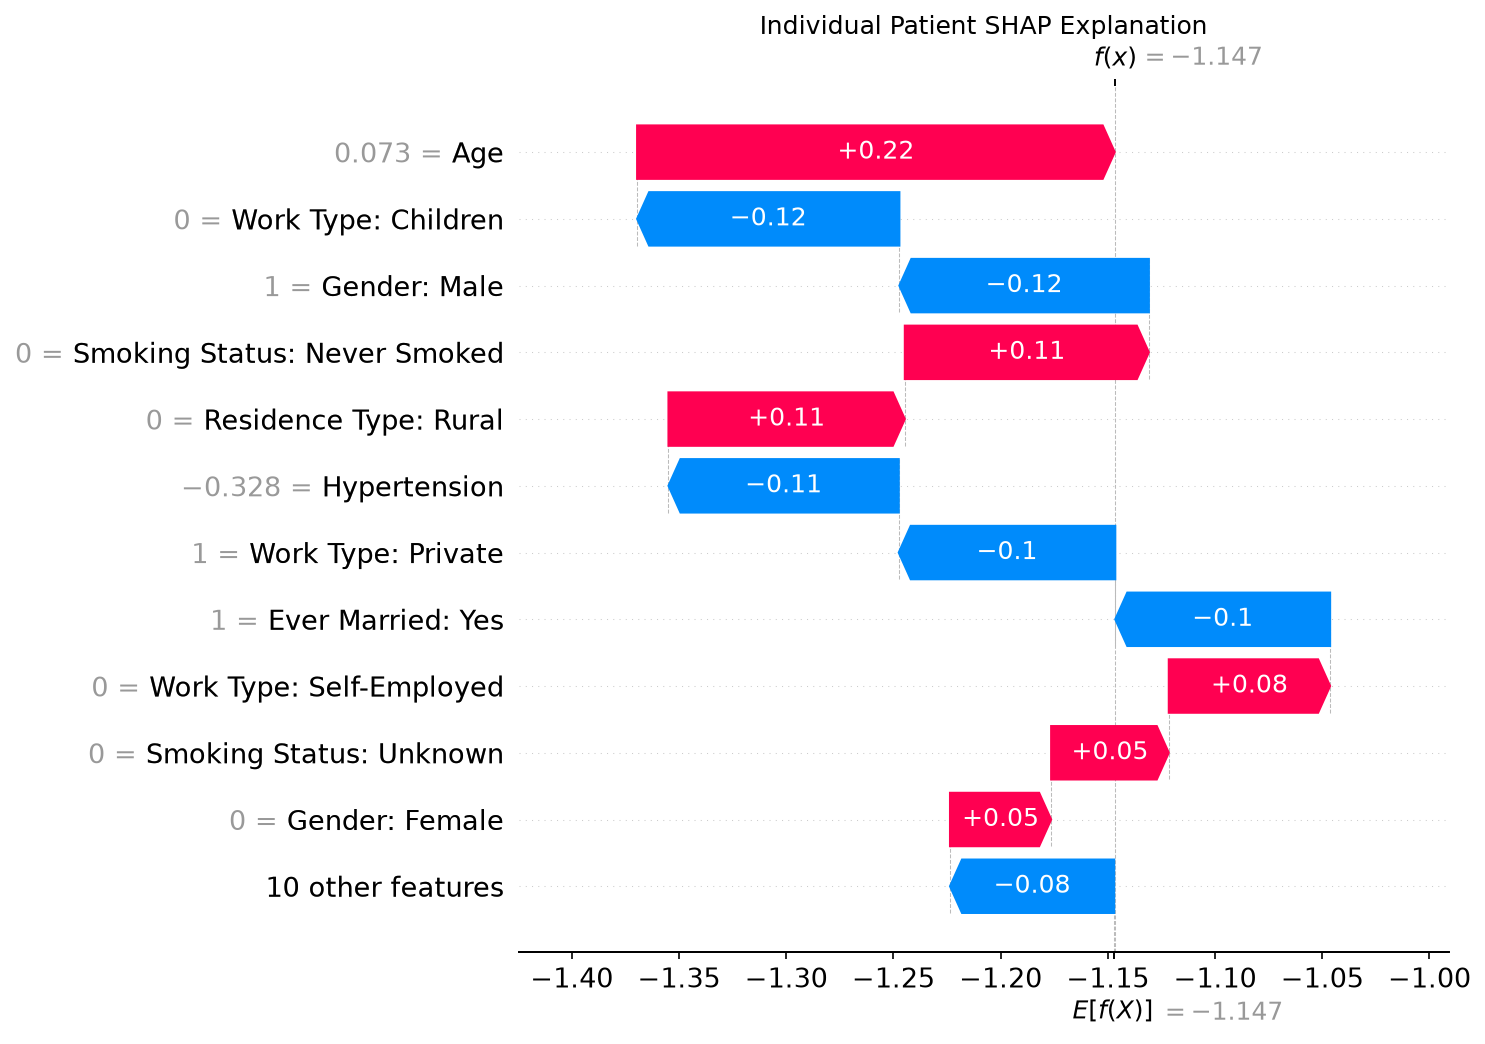 Individual Patient SHAP Explanation
f(x) = −1.147
0.073 = Age +0.22
0 = Work Type: Children −0.12
1 = Gender: Male −0.12
0 = Smoking Status: Never Smoked +0.11
0 = Residence Type: Rural +0.11
−0.328 = Hypertension −0.11
1 = Work Type: Private −0.1
1 = Ever Married: Yes −0.1
0 = Work Type: Self-Employed +0.08
0 = Smoking Status: Unknown +0.05
0 = Gender: Female +0.05
10 other features −0.08
−1.40 −1.35 −1.30 −1.25 −1.20 −1.15 −1.10 −1.05 −1.00
E[f(X)] = −1.147